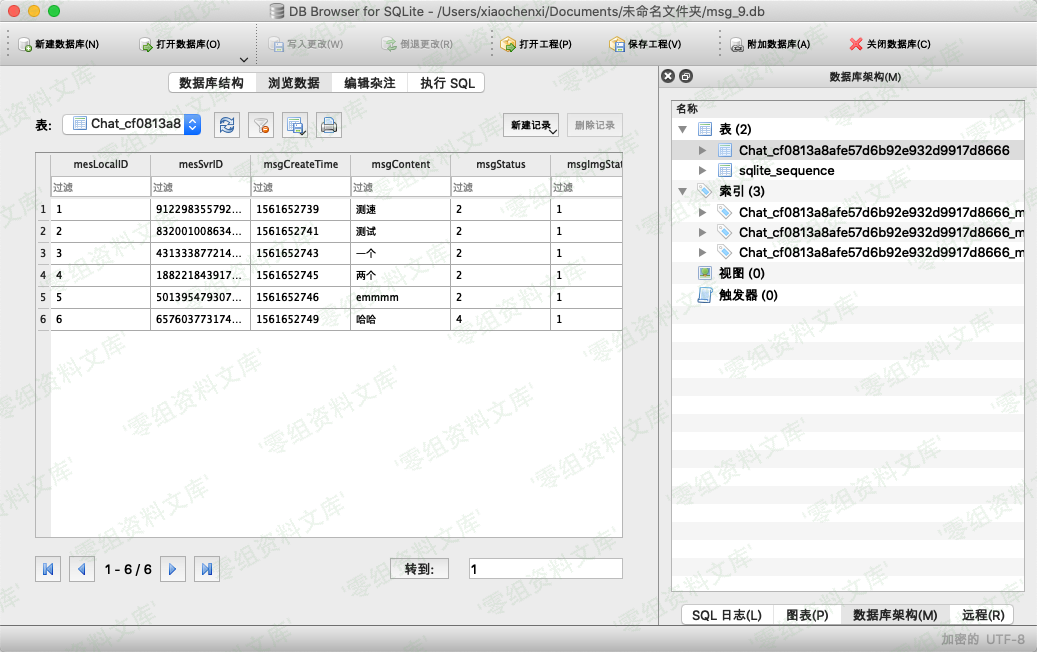 DB Browser for SQLite - /Users/xiaochenxi/Documents/未命名文件夹/msg_9.db
新建数据库(N) 打开数据库(O) 写入更改(W) 倒退更改(R) 打开工程(P) 保存工程(V) 附加数据库(A) 关闭数据库(C)
数据库结构 浏览数据 编辑杂注 执行 SQL
表: Chat_cf0813a8 新建记录 删除记录
mesLocalID mesSvrID msgCreateTime msgContent msgStatus msgImgStat
过滤 过滤 过滤 过滤 过滤 过滤
1 1 912298355792... 1561652739 测速 2 1
2 2 832001008634... 1561652741 测试 2 1
3 3 431333877214... 1561652743 一个 2 1
4 4 188221843917... 1561652745 两个 2 1
5 5 501395479307... 1561652746 emmmm 2 1
6 6 657603773174... 1561652749 哈哈 4 1
1 - 6 / 6 转到: 1
数据库架构(M)
名称
表 (2)
Chat_cf0813a8afe57d6b92e932d9917d8666
sqlite_sequence
索引 (3)
Chat_cf0813a8afe57d6b92e932d9917d8666_m
Chat_cf0813a8afe57d6b92e932d9917d8666_m
Chat_cf0813a8afe57d6b92e932d9917d8666_m
视图 (0)
触发器 (0)
SQL 日志(L) 图表(P) 数据库架构(M) 远程(R)
加密的 UTF-8
'零组资料文库'